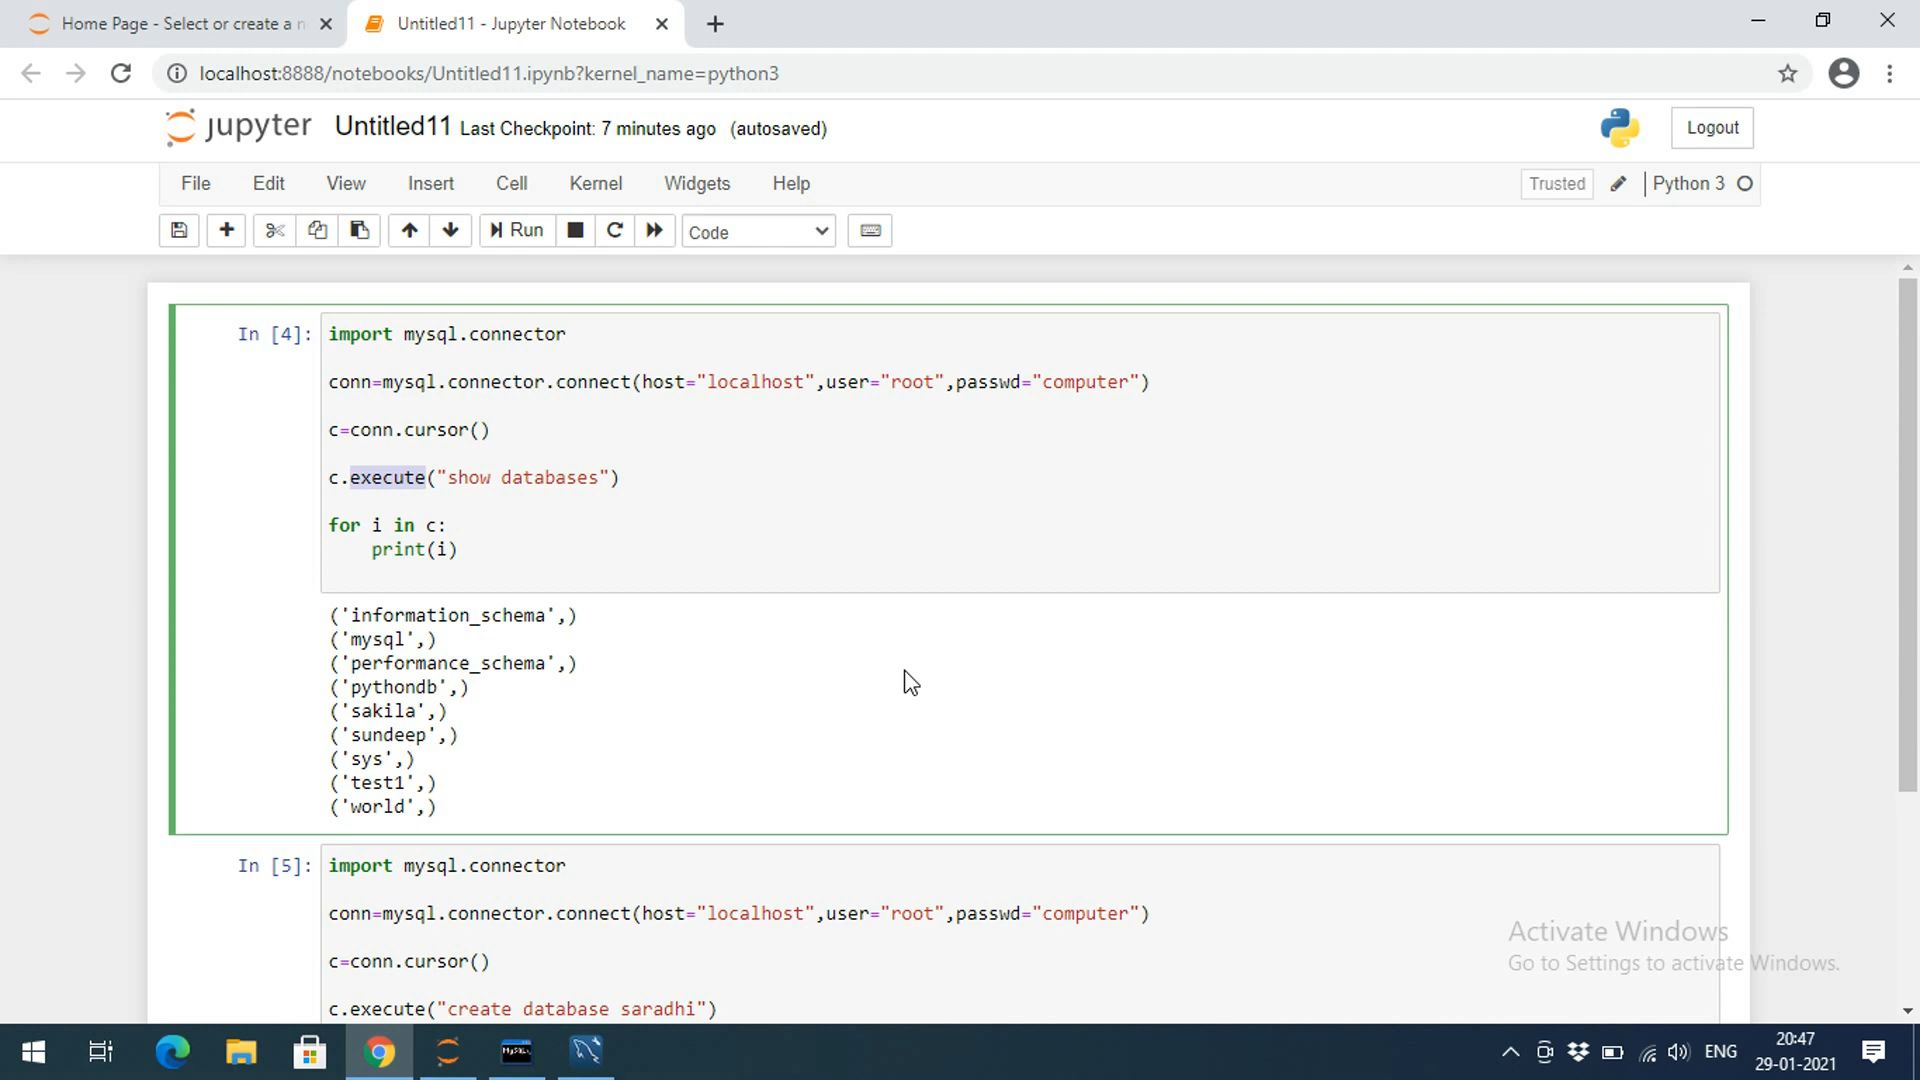 Home Page - Select or create a n
Untitled11 - Jupyter Notebook
localhost:8888/notebooks/Untitled11.ipynb?kernel_name=python3
jupyter Untitled11 Last Checkpoint: 7 minutes ago (autosaved)
Logout
File Edit View Insert Cell Kernel Widgets Help
Trusted Python 3
Run Code
In [4]: import mysql.connector
conn=mysql.connector.connect(host="localhost",user="root",passwd="computer")
c=conn.cursor()
c.execute("show databases")
for i in c:
print(i)
('information_schema',)
('mysql',)
('performance_schema',)
('pythondb',)
('sakila',)
('sundeep',)
('sys',)
('test1',)
('world',)
In [5]: import mysql.connector
conn=mysql.connector.connect(host="localhost",user="root",passwd="computer")
c=conn.cursor()
c.execute("create database saradhi")
Activate Windows
Go to Settings to activate Windows.
MySQL
ENG
20:47
29-01-2021